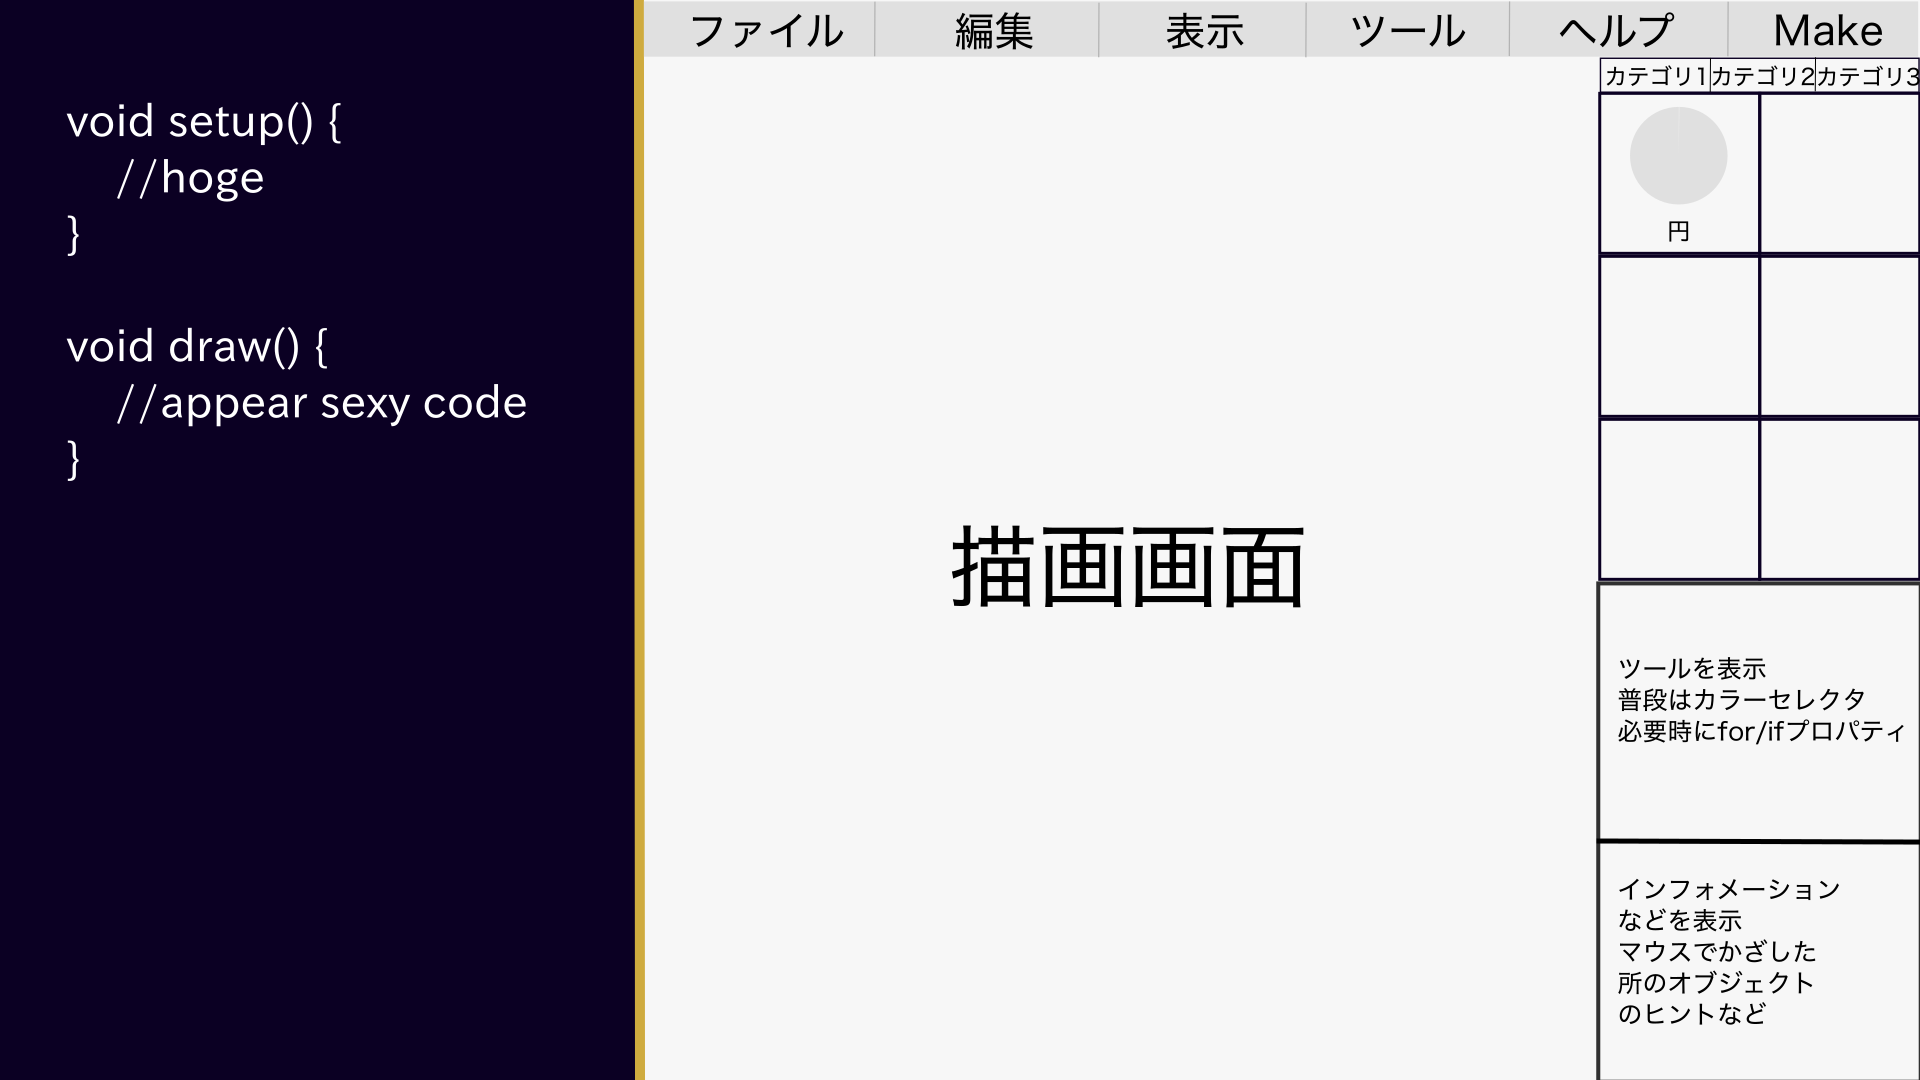 void setup() {
//hoge
}
void draw() {
//appear sexy code
}
ファイル 編集 表示 ツール ヘルプ Make
カテゴリ1 カテゴリ2 カテゴリ3
円
描画画面
ツールを表示
普段はカラーセレクタ
必要時にfor/ifプロパティ
インフォメーション
などを表示
マウスでかざした
所のオブジェクト
のヒントなど